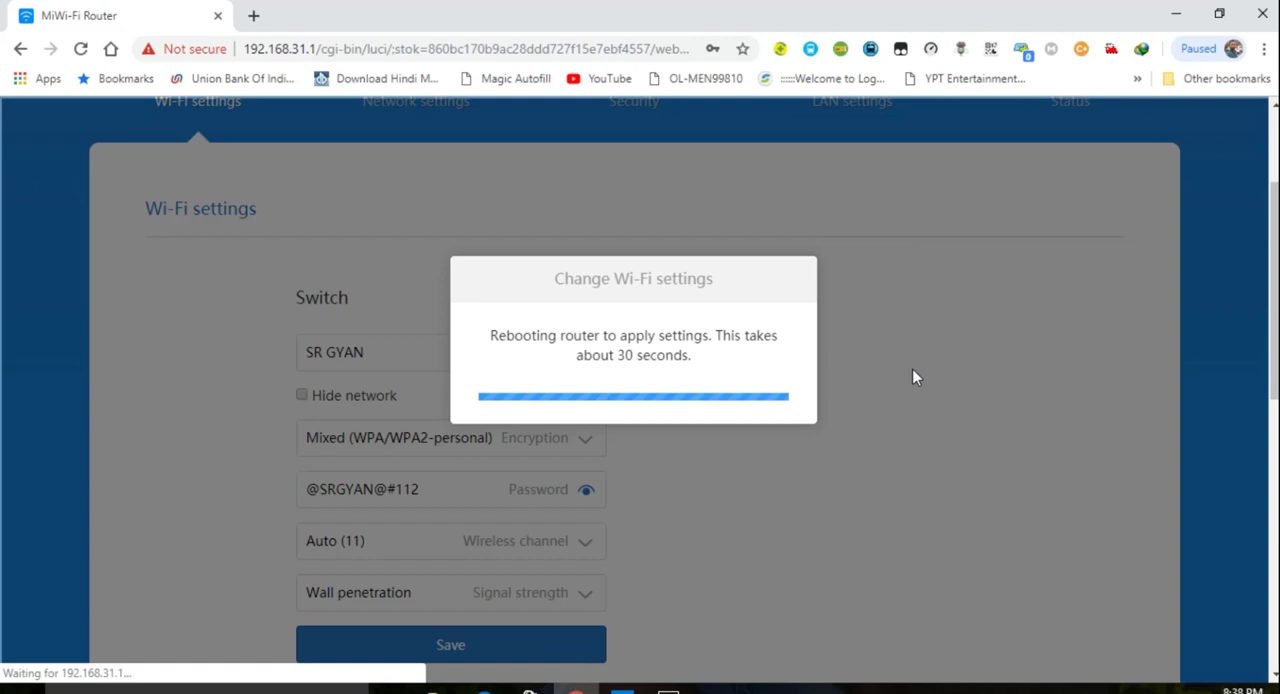 MiWi-Fi Router
Not secure
192.168.31.1/cgi-bin/luci/;stok=860bc170b9ac28ddd727f15e7ebf4557/web...
Paused
Apps
Bookmarks
Union Bank Of Indi...
Download Hindi M...
Magic Autofill
YouTube
OL-MEN99810
:::::Welcome to Log...
YPT Entertainment...
»
Other bookmarks
0
Wi-Fi settings
Network settings
Security
LAN settings
Status
Wi-Fi settings
Switch
SR GYAN
Hide network
Mixed (WPA/WPA2-personal) Encryption
@SRGYAN@#112 Password
Auto (11) Wireless channel
Wall penetration Signal strength
Save
Change Wi-Fi settings
Rebooting router to apply settings. This takes
about 30 seconds.
Waiting for 192.168.31.1...
8:38 PM